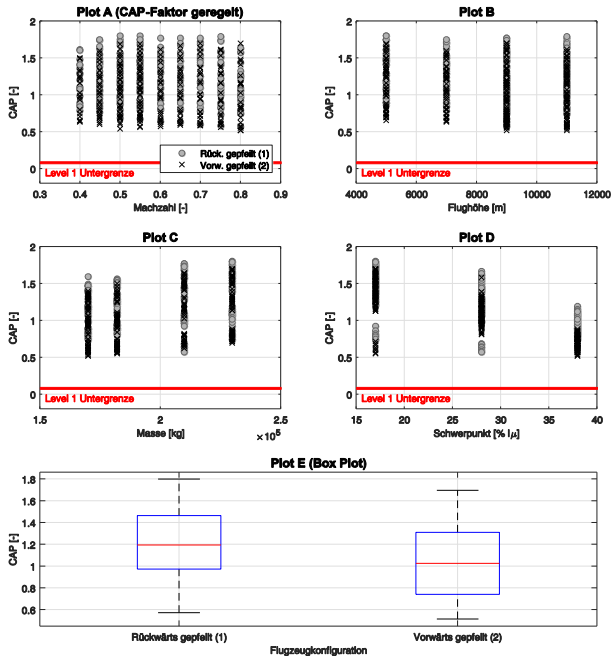 Plot A (CAP-Faktor geregelt)
2
1.5
1
0.5
0
CAP [-]
Rück. gepfeilt (1)
Vorw. gepfeilt (2)
Level 1 Untergrenze
0.3 0.4 0.5 0.6 0.7 0.8 0.9
Machzahl [-]
Plot B
2
1.5
1
0.5
0
CAP [-]
Level 1 Untergrenze
4000 6000 8000 10000 12000
Flughöhe [m]
Plot C
2
1.5
1
0.5
0
CAP [-]
Level 1 Untergrenze
1.5 2 2.5
Masse [kg]
×10⁵
Plot D
2
1.5
1
0.5
0
CAP [-]
Level 1 Untergrenze
15 20 25 30 35 40
Schwerpunkt [% lμ]
Plot E (Box Plot)
1.8
1.6
1.4
1.2
1
0.8
0.6
CAP [-]
Rückwärts gepfeilt (1) Vorwärts gepfeilt (2)
Flugzeugkonfiguration